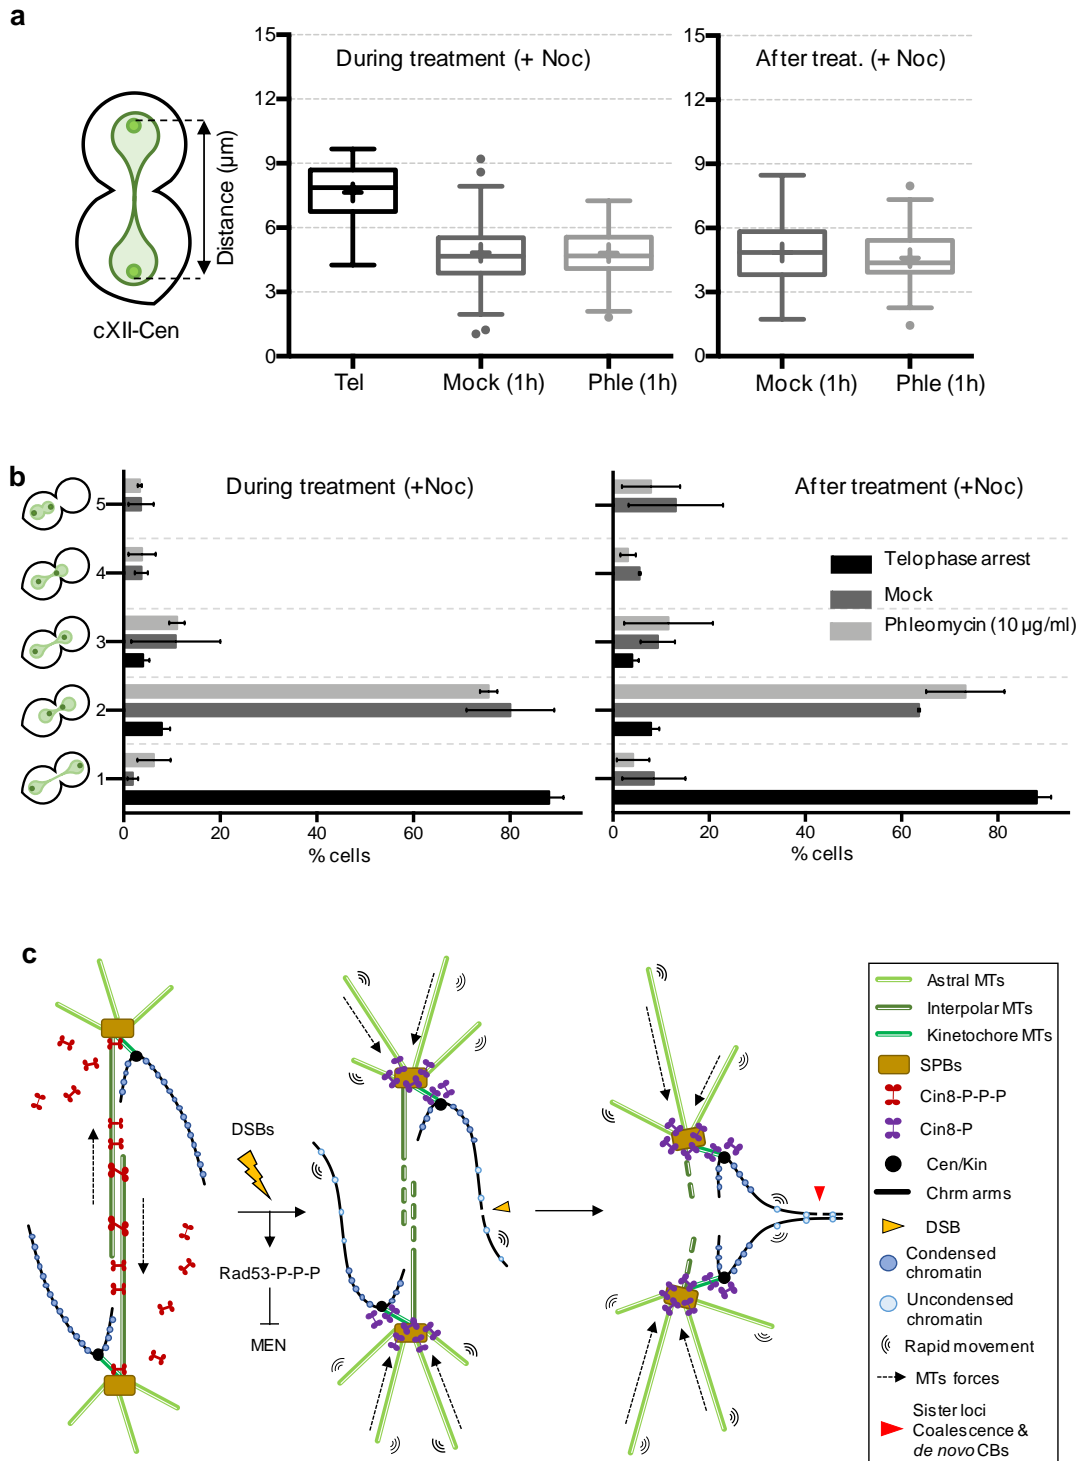 a
During treatment (+ Noc)
After treat. (+ Noc)
15
12
9
6
3
0
15
12
9
6
3
0
Distance (µm)
cXII-Cen
Tel
Mock (1h)
Phle (1h)
Mock (1h)
Phle (1h)
b
During treatment (+Noc)
After treatment (+Noc)
5
4
3
2
1
Telophase arrest
Mock
Phleomycin (10 µg/ml)
0
20
40
60
80
0
20
40
60
80
% cells
% cells
c
DSBs
Rad53-P-P-P
MEN
Astral MTs
Interpolar MTs
Kinetochore MTs
SPBs
Cin8-P-P-P
Cin8-P
Cen/Kin
Chrm arms
DSB
Condensed
chromatin
Uncondensed
chromatin
Rapid movement
MTs forces
Sister loci
Coalescence &
de novo CBs